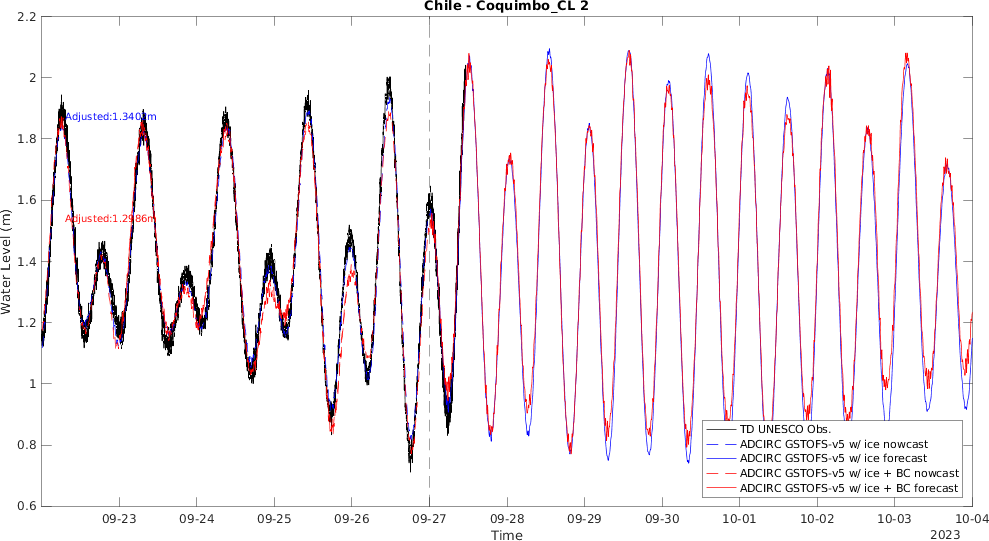 Chile - Coquimbo_CL 2
2.2
2
1.8
1.6
1.4
1.2
1
0.8
0.6
Water Level (m)
Adjusted:1.3402m
Adjusted:1.2986m
TD UNESCO Obs.
ADCIRC GSTOFS-v5 w/ ice nowcast
ADCIRC GSTOFS-v5 w/ ice forecast
ADCIRC GSTOFS-v5 w/ ice + BC nowcast
ADCIRC GSTOFS-v5 w/ ice + BC forecast
09-23 09-24 09-25 09-26 09-27 09-28 09-29 09-30 10-01 10-02 10-03 10-04
Time
2023